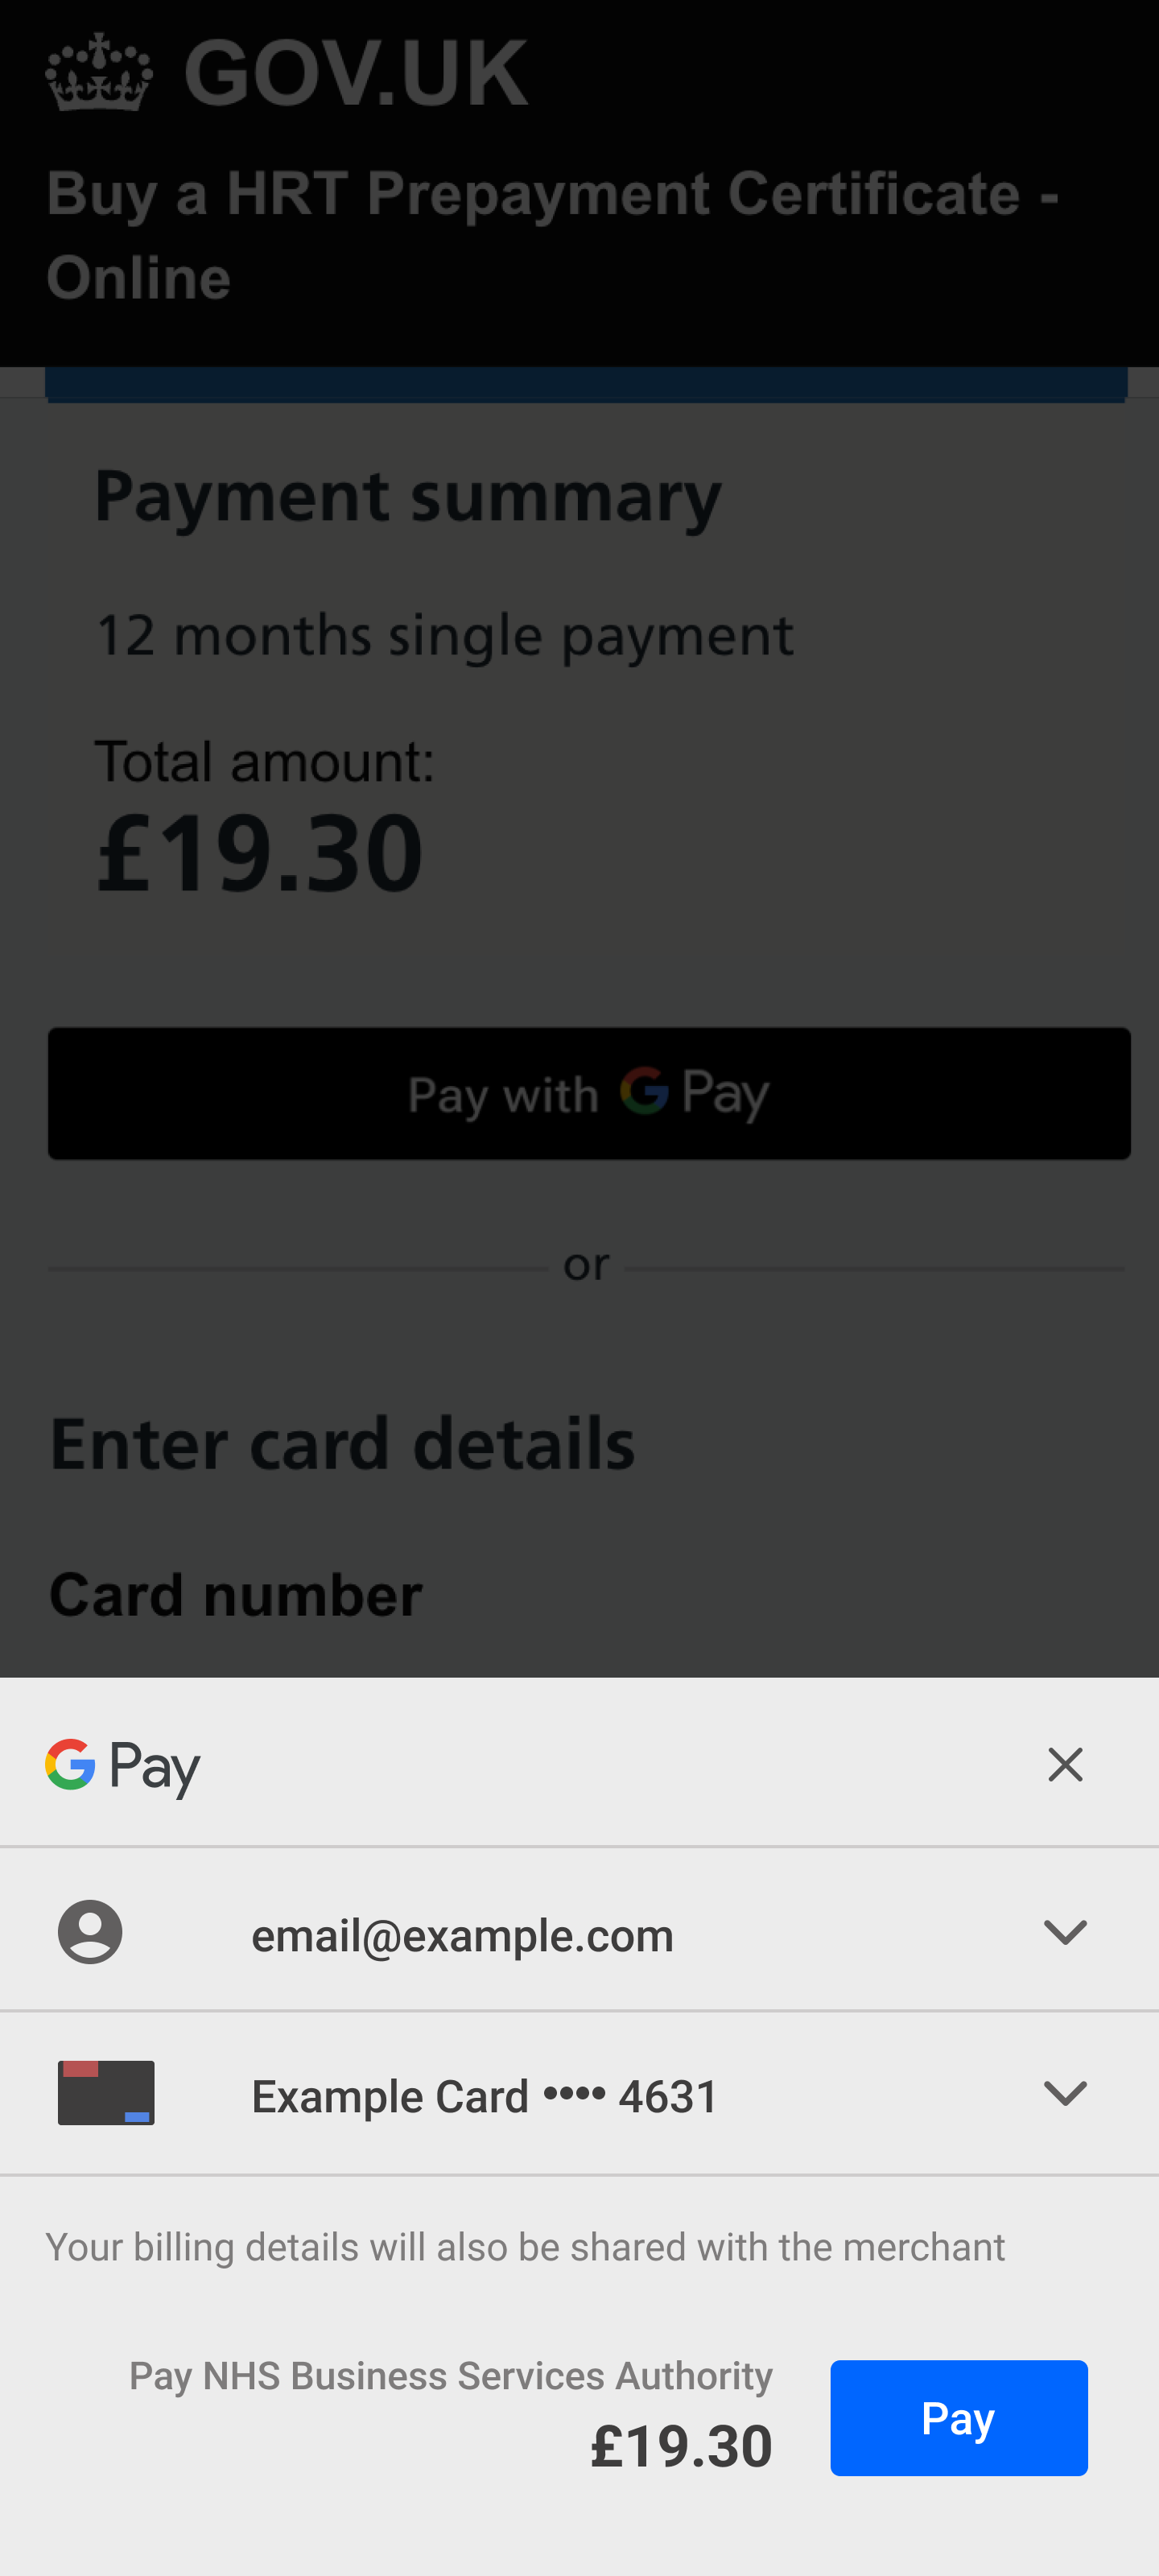 GOV.UK
Buy a HRT Prepayment Certificate -
Online
Payment summary
12 months single payment
Total amount:
£19.30
Pay with G Pay
or
Enter card details
Card number
G Pay
email@example.com
Example Card •••• 4631
Your billing details will also be shared with the merchant
Pay NHS Business Services Authority
£19.30
Pay